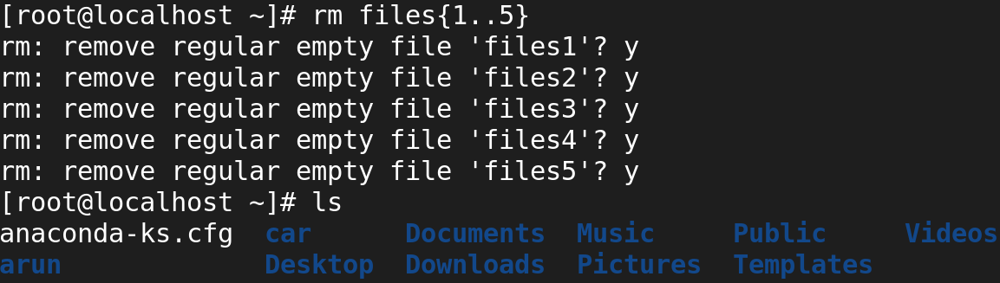 [root@localhost ~]# rm files{1..5}
rm: remove regular empty file 'files1'? y
rm: remove regular empty file 'files2'? y
rm: remove regular empty file 'files3'? y
rm: remove regular empty file 'files4'? y
rm: remove regular empty file 'files5'? y
[root@localhost ~]# ls
anaconda-ks.cfg  car      Documents  Music     Public     Videos
arun             Desktop  Downloads  Pictures  Templates